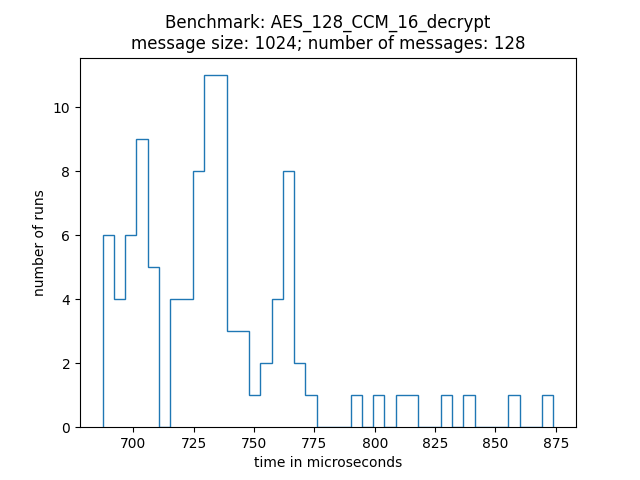 Benchmark: AES_128_CCM_16_decrypt
message size: 1024; number of messages: 128
10
8
6
4
2
0
number of runs
700 725 750 775 800 825 850 875
time in microseconds